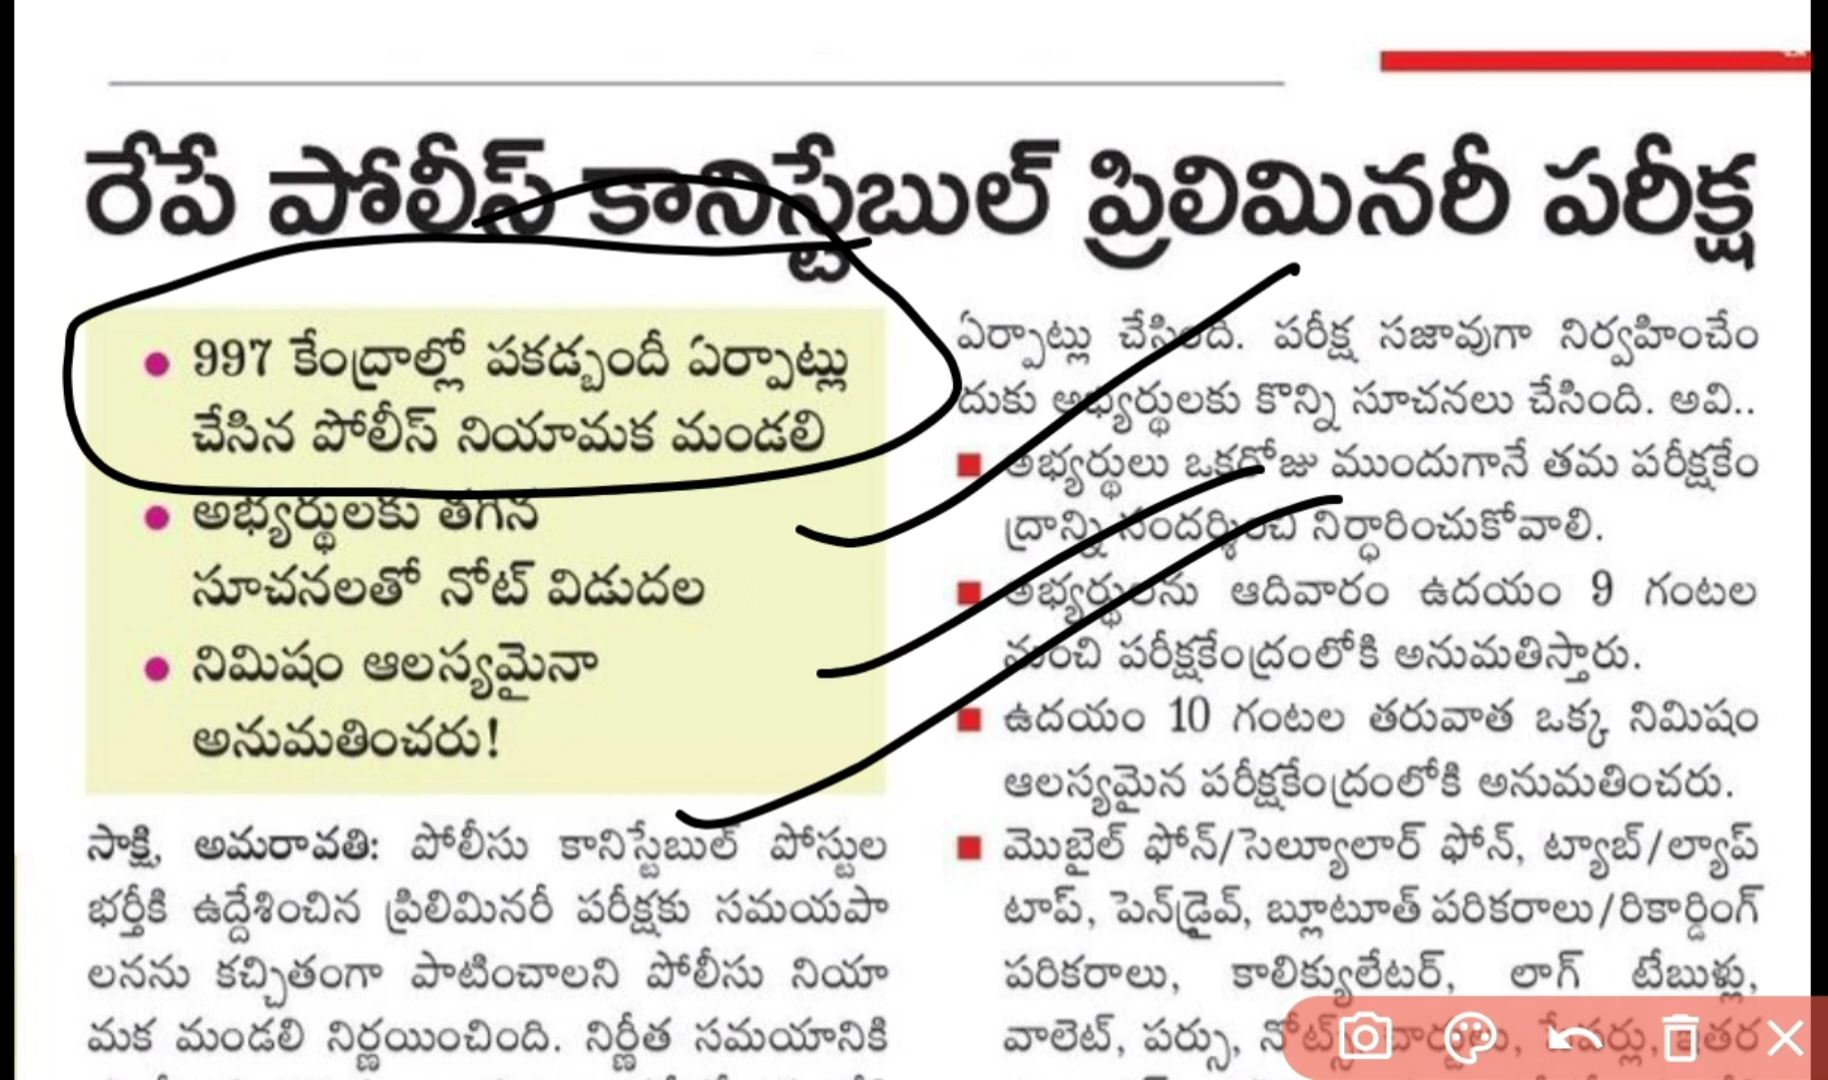 రేపే పోలీస్ కానిస్టేబుల్ ప్రిలిమినరీ పరీక్ష
997 కేంద్రాల్లో పకడ్బందీ ఏర్పాట్లు
చేసిన పోలీస్ నియామక మండలి
అభ్యర్థులకు తగిన
సూచనలతో నోట్ విడుదల
నిమిషం ఆలస్యమైనా
అనుమతించరు!
సాక్షి, అమరావతి: పోలీసు కానిస్టేబుల్ పోస్టుల
భర్తీకి ఉద్దేశించిన ప్రిలిమినరీ పరీక్షకు సమయపా
లనను కచ్చితంగా పాటించాలని పోలీసు నియా
మక మండలి నిర్ణయించింది. నిర్ణీత సమయానికి
ఏర్పాట్లు చేసింది. పరీక్ష సజావుగా నిర్వహించేం
దుకు అభ్యర్థులకు కొన్ని సూచనలు చేసింది. అవి..
అభ్యర్థులు ఒకరోజు ముందుగానే తమ పరీక్షకేం
ద్రాన్ని సందర్శించి నిర్ధారించుకోవాలి.
అభ్యర్థులను ఆదివారం ఉదయం 9 గంటల
నుంచి పరీక్షకేంద్రంలోకి అనుమతిస్తారు.
ఉదయం 10 గంటల తరువాత ఒక్క నిమిషం
ఆలస్యమైన పరీక్షకేంద్రంలోకి అనుమతించరు.
మొబైల్ ఫోన్/సెల్యూలార్ ఫోన్, ట్యాబ్/ల్యాప్
టాప్, పెన్‌డ్రైవ్, బ్లూటూత్ పరికరాలు/రికార్డింగ్
పరికరాలు, కాలిక్యులేటర్, లాగ్ టేబుళ్లు,
వాలెట్, పర్సు, ఇతర